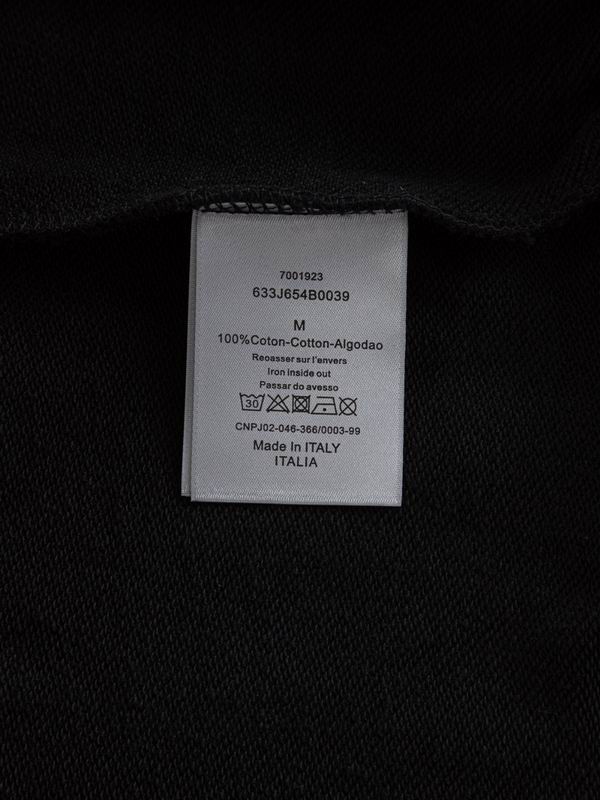 7001923
633J654B0039
M
100%Coton-Cotton-Algodao
Reoasser sur l'envers
Iron inside out
Passar do avesso
30
CNPJ02-046-366/0003-99
Made In ITALY
ITALIA